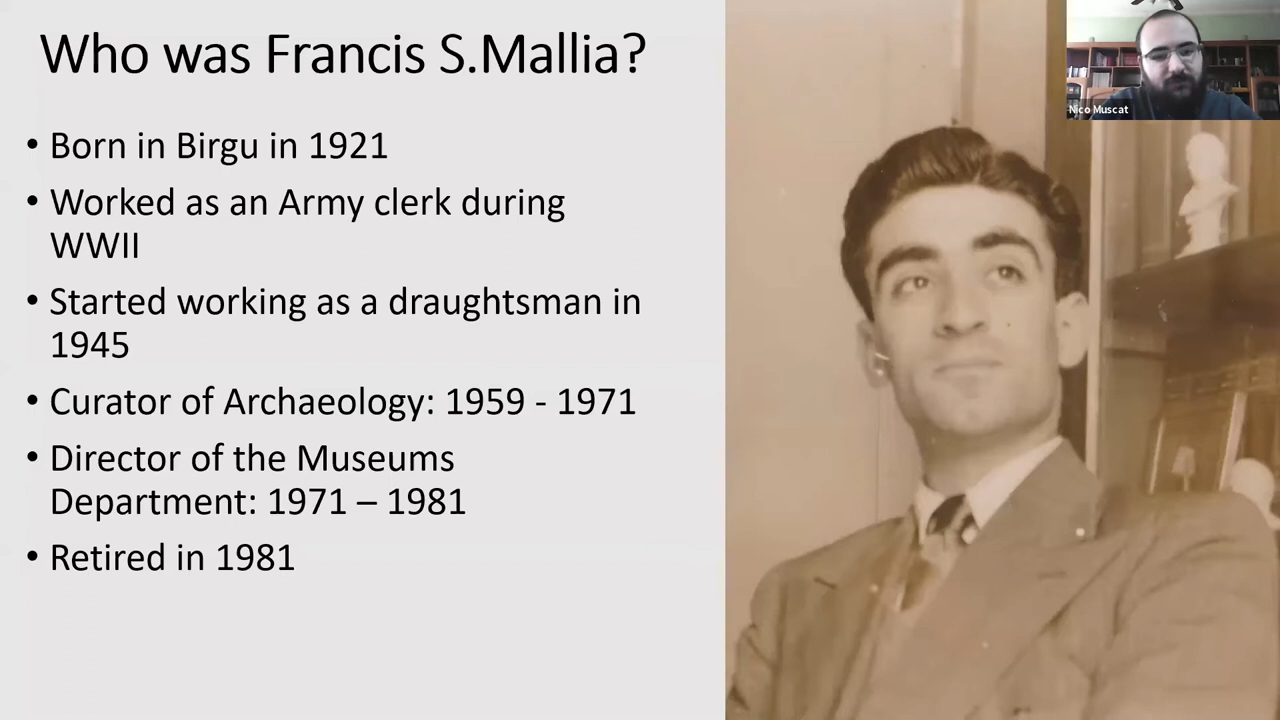 Who was Francis S.Mallia?
• Born in Birgu in 1921
• Worked as an Army clerk during
WWII
• Started working as a draughtsman in
1945
• Curator of Archaeology: 1959 - 1971
• Director of the Museums
Department: 1971 – 1981
• Retired in 1981
Nico Muscat